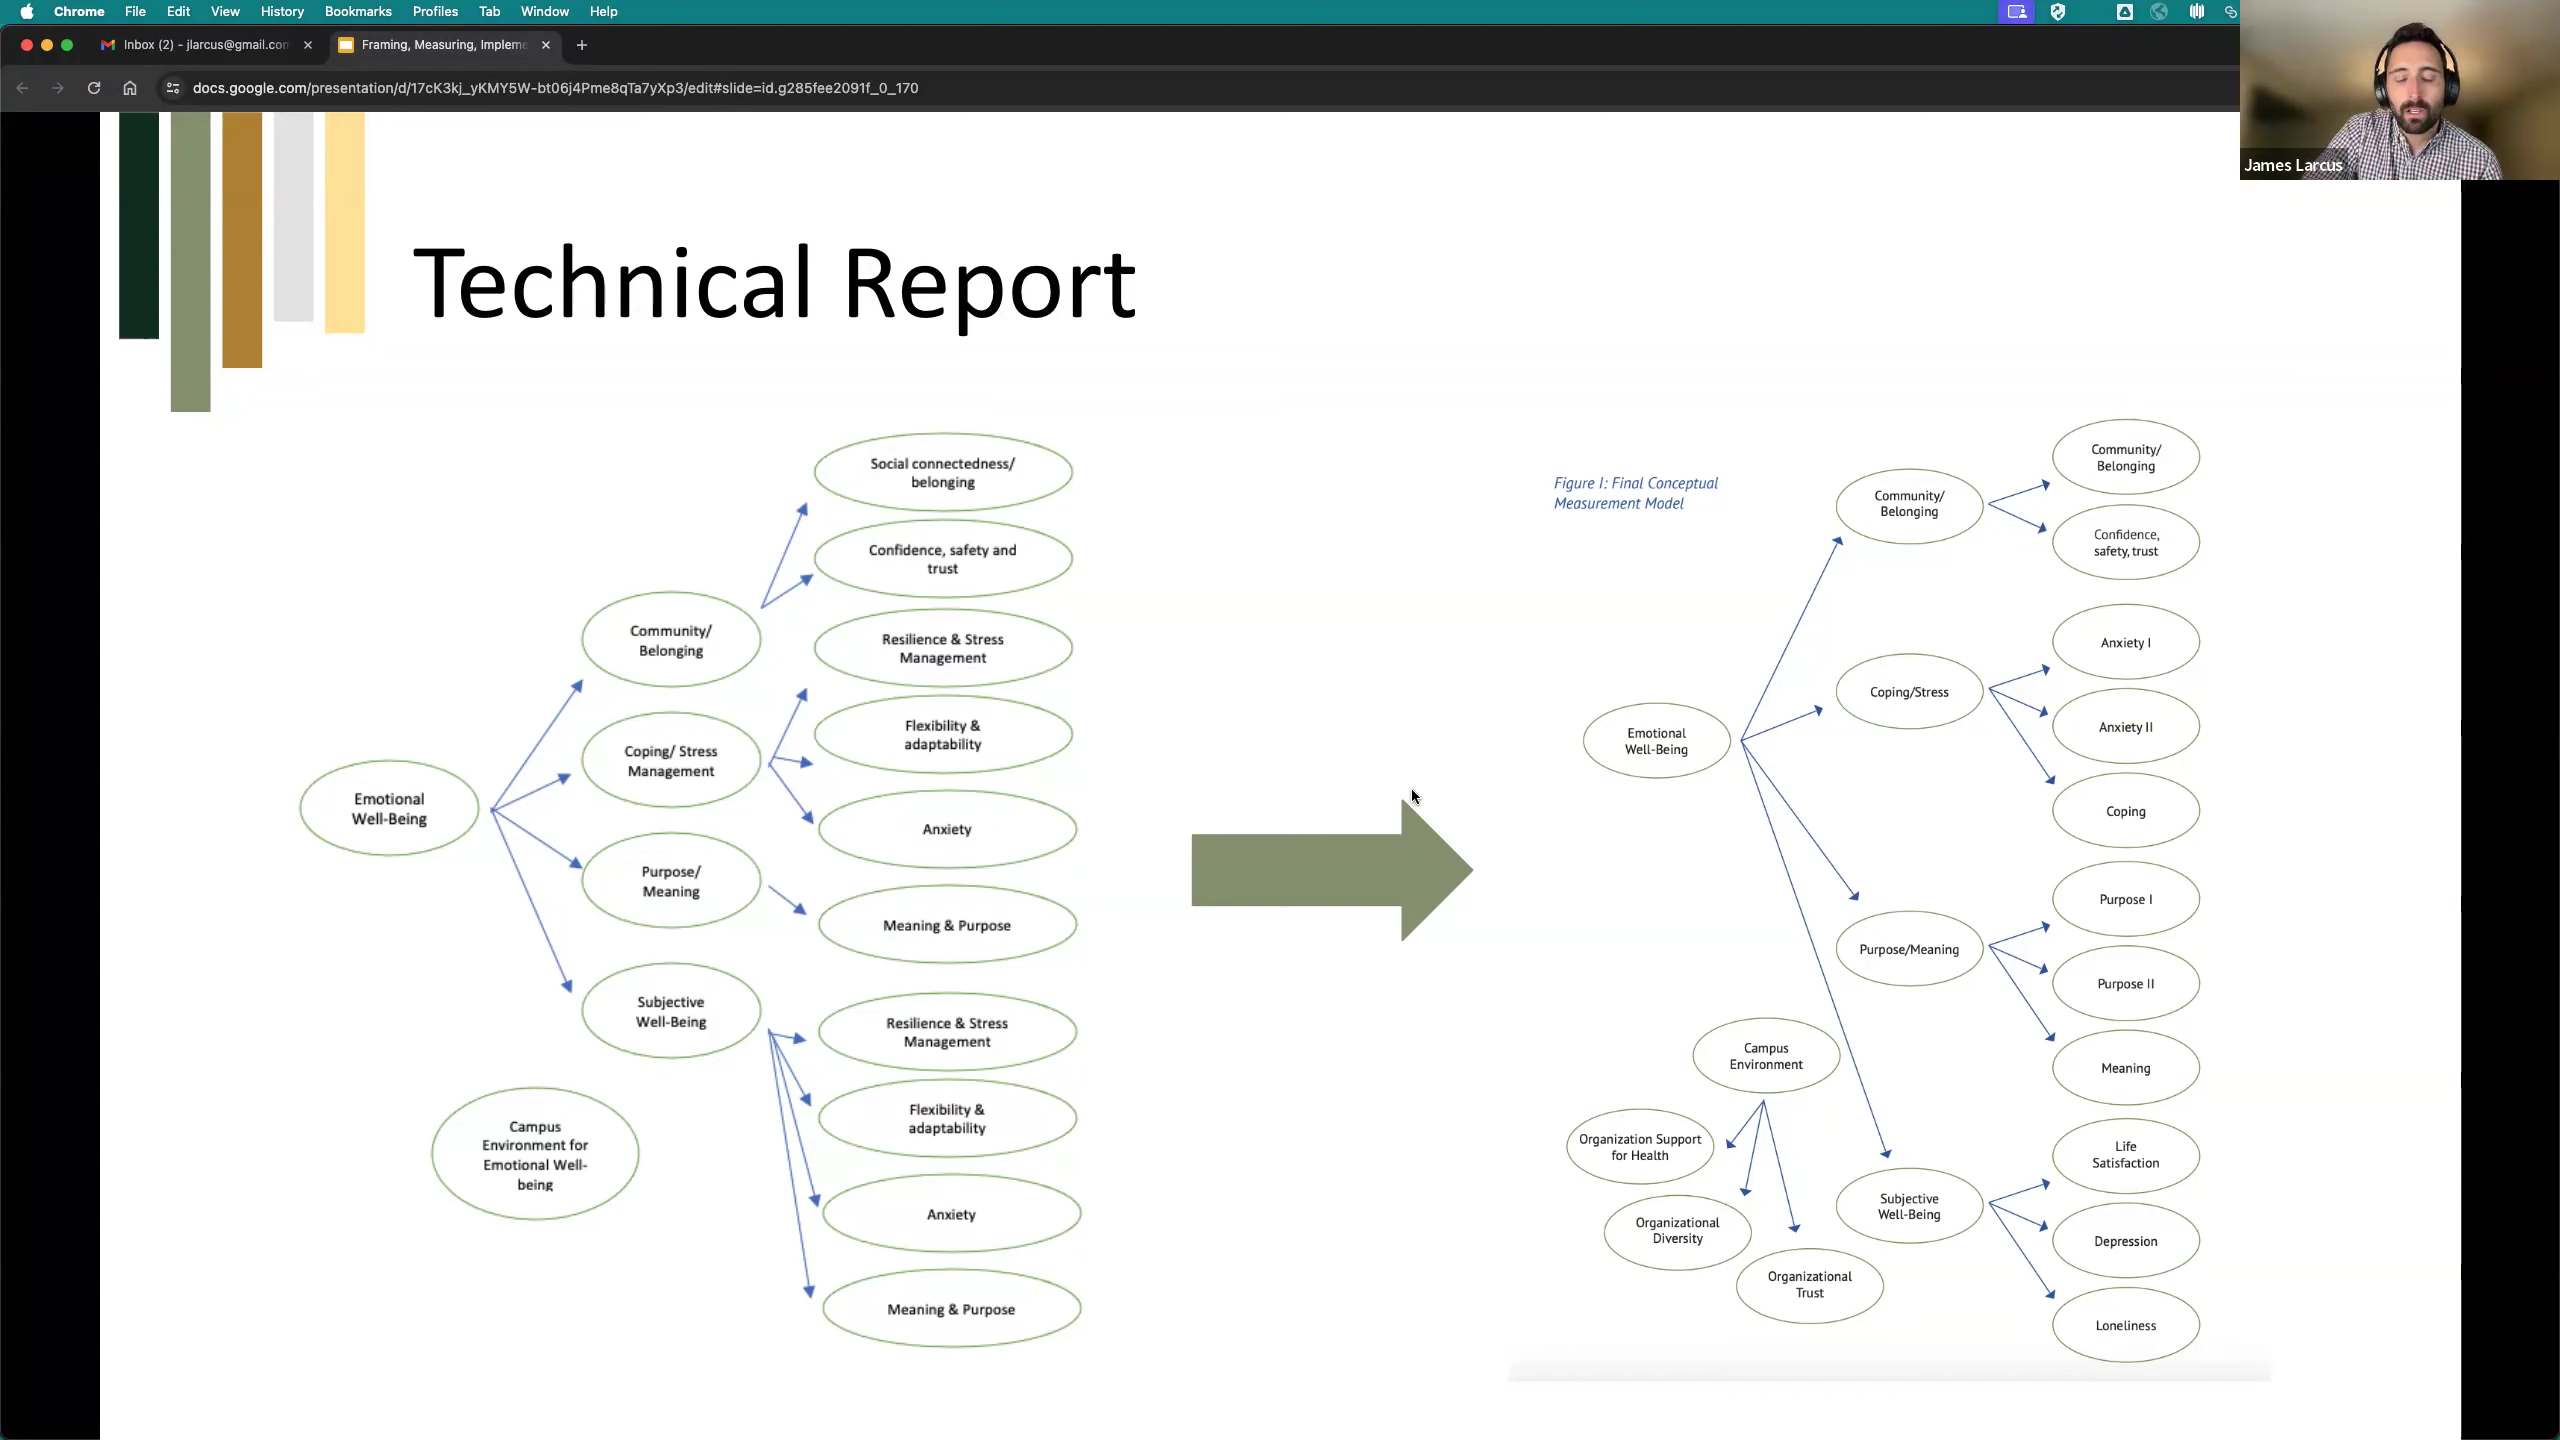 Chrome File Edit View History Bookmarks Profiles Tab Window Help
Inbox (2) - jlarcus@gmail.com
Framing, Measuring, Impleme
docs.google.com/presentation/d/17cK3kj_yKMY5W-bt06j4Pme8qTa7yXp3/edit#slide=id.g285fee2091f_0_170
James Larcus
Technical Report
Emotional
Well-Being
Community/
Belonging
Coping/ Stress
Management
Purpose/
Meaning
Subjective
Well-Being
Campus
Environment for
Emotional Well-
being
Social connectedness/
belonging
Confidence, safety and
trust
Resilience & Stress
Management
Flexibility &
adaptability
Anxiety
Meaning & Purpose
Resilience & Stress
Management
Flexibility &
adaptability
Anxiety
Meaning & Purpose
Figure I: Final Conceptual
Measurement Model
Emotional
Well-Being
Community/
Belonging
Coping/Stress
Purpose/Meaning
Subjective
Well-Being
Campus
Environment
Organization Support
for Health
Organizational
Diversity
Organizational
Trust
Community/
Belonging
Confidence,
safety, trust
Anxiety I
Anxiety II
Coping
Purpose I
Purpose II
Meaning
Life
Satisfaction
Depression
Loneliness